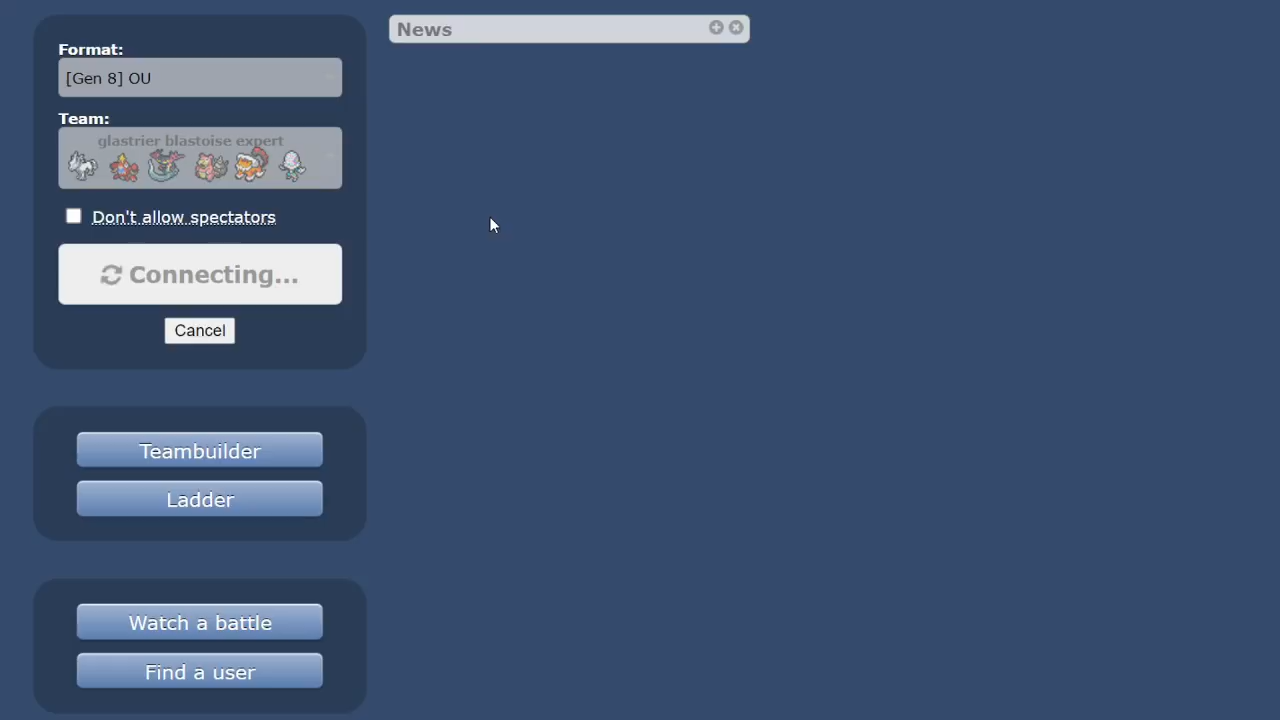 Format:
[Gen 8] OU
Team:
glastrier blastoise expert
Don't allow spectators
Connecting...
Cancel
Teambuilder
Ladder
Watch a battle
Find a user
News